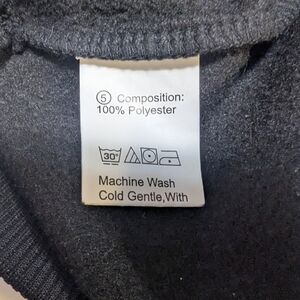 ⑤ Composition:
100% Polyester
30°
Machine Wash
Cold Gentle,With